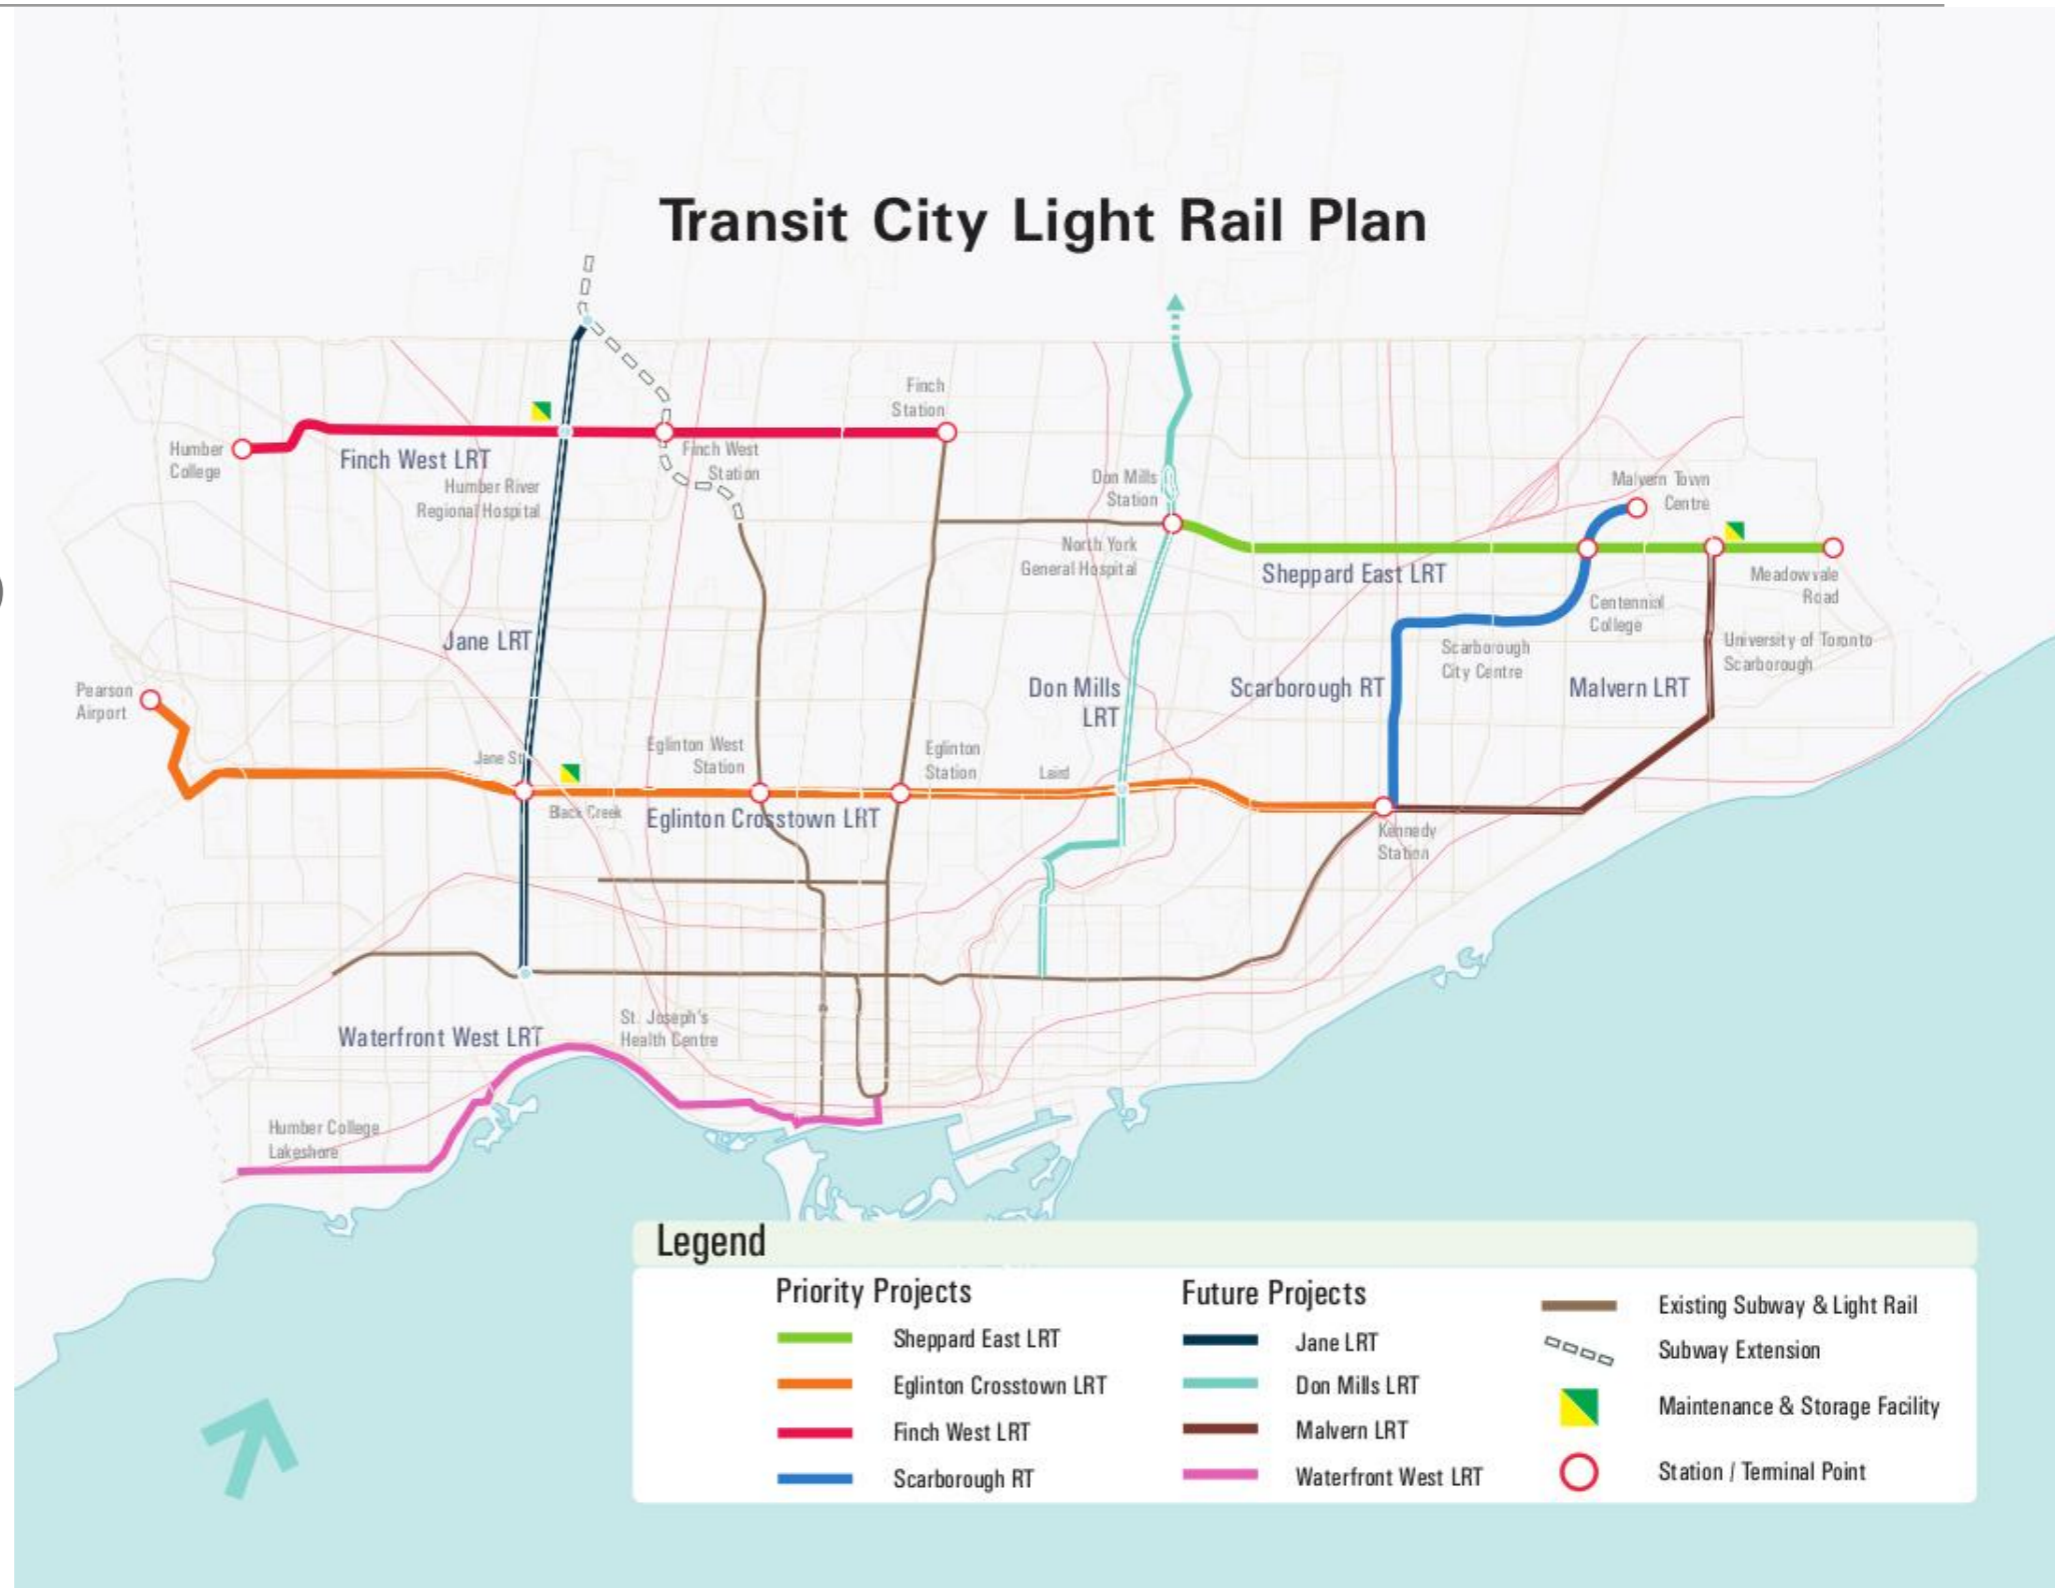 Transit City Light Rail Plan
Finch
Station
Humber
College
Finch West LRT
Finch West
Station
Humber River
Regional Hospital
Don Mills
Station
Malvern Town
Centre
North York
General Hospital
Sheppard East LRT
Meadowvale
Road
Centennial
College
Jane LRT
Scarborough
City Centre
University of Toronto
Scarborough
Pearson
Airport
Don Mills
LRT
Scarborough RT
Malvern LRT
Jane St
Eglinton West
Station
Eglinton
Station
Laird
Black Creek
Eglinton Crosstown LRT
Kennedy
Station
Waterfront West LRT
St. Joseph's
Health Centre
Humber College
Lakeshore
Legend
Priority Projects
Sheppard East LRT
Eglinton Crosstown LRT
Finch West LRT
Scarborough RT
Future Projects
Jane LRT
Don Mills LRT
Malvern LRT
Waterfront West LRT
Existing Subway & Light Rail
Subway Extension
Maintenance & Storage Facility
Station / Terminal Point